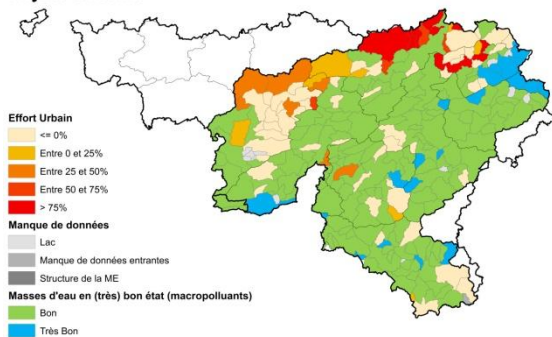 Effort Urbain
<= 0%
Entre 0 et 25%
Entre 25 et 50%
Entre 50 et 75%
> 75%
Manque de données
Lac
Manque de données entrantes
Structure de la ME
Masses d'eau en (très) bon état (macropolluants)
Bon
Très Bon